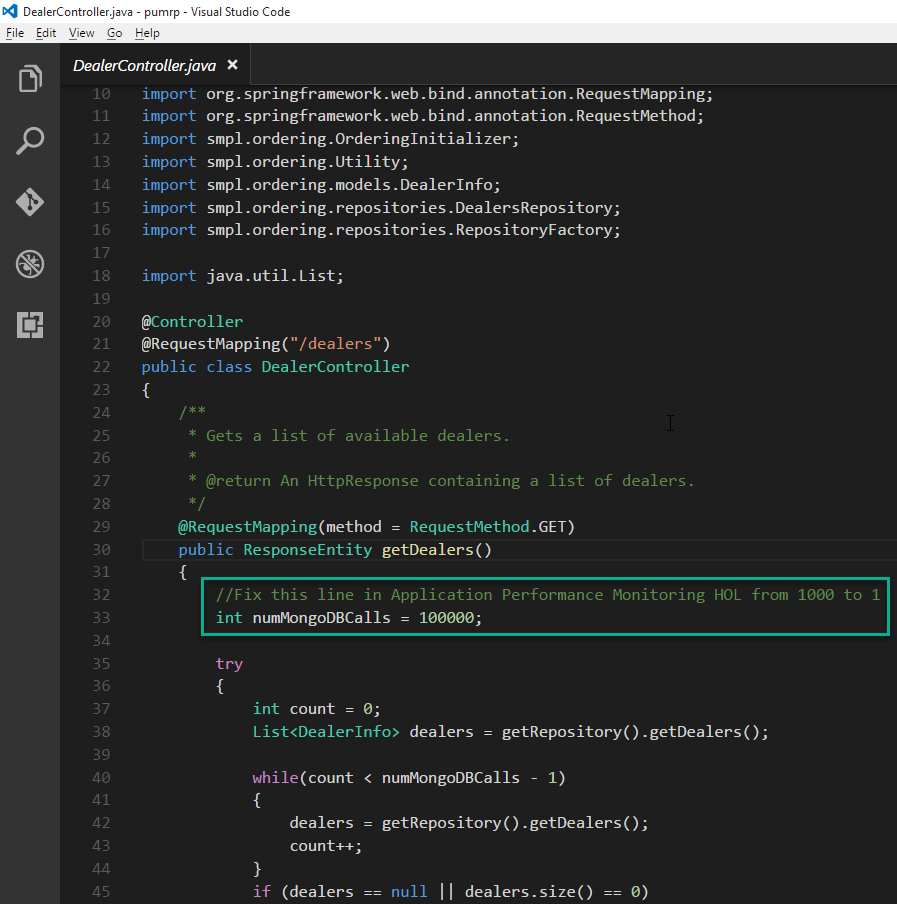 DealerController.java - pumrp - Visual Studio Code
File Edit View Go Help
DealerController.java ×
10 import org.springframework.web.bind.annotation.RequestMapping;
11 import org.springframework.web.bind.annotation.RequestMethod;
12 import smpl.ordering.OrderingInitializer;
13 import smpl.ordering.Utility;
14 import smpl.ordering.models.DealerInfo;
15 import smpl.ordering.repositories.DealersRepository;
16 import smpl.ordering.repositories.RepositoryFactory;
17
18 import java.util.List;
19
20 @Controller
21 @RequestMapping("/dealers")
22 public class DealerController
23 {
24     /**
25      * Gets a list of available dealers.
26      *
27      * @return An HttpResponse containing a list of dealers.
28      */
29     @RequestMapping(method = RequestMethod.GET)
30     public ResponseEntity getDealers()
31     {
32         //Fix this line in Application Performance Monitoring HOL from 1000 to 1
33         int numMongoDBCalls = 100000;
34
35         try
36         {
37             int count = 0;
38             List<DealerInfo> dealers = getRepository().getDealers();
39
40             while(count < numMongoDBCalls - 1)
41             {
42                 dealers = getRepository().getDealers();
43                 count++;
44             }
45             if (dealers == null || dealers.size() == 0)